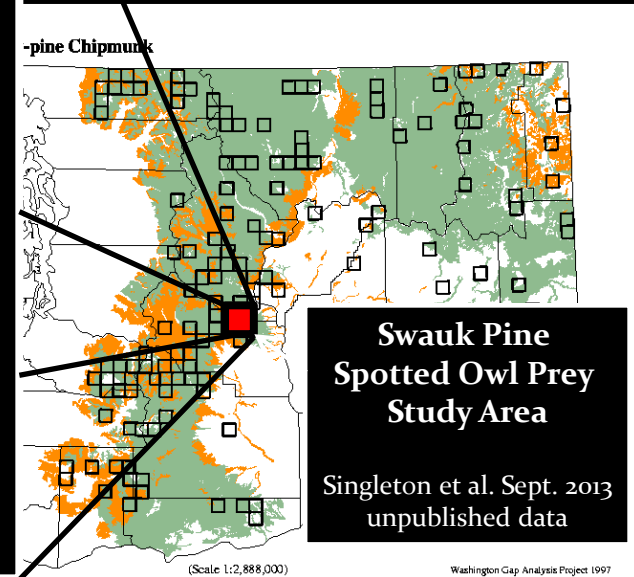 -pine Chipmunk
Swauk Pine
Spotted Owl Prey
Study Area
Singleton et al. Sept. 2013
unpublished data
(Scale 1:2,888,000)
Washington Gap Analysis Project 1997